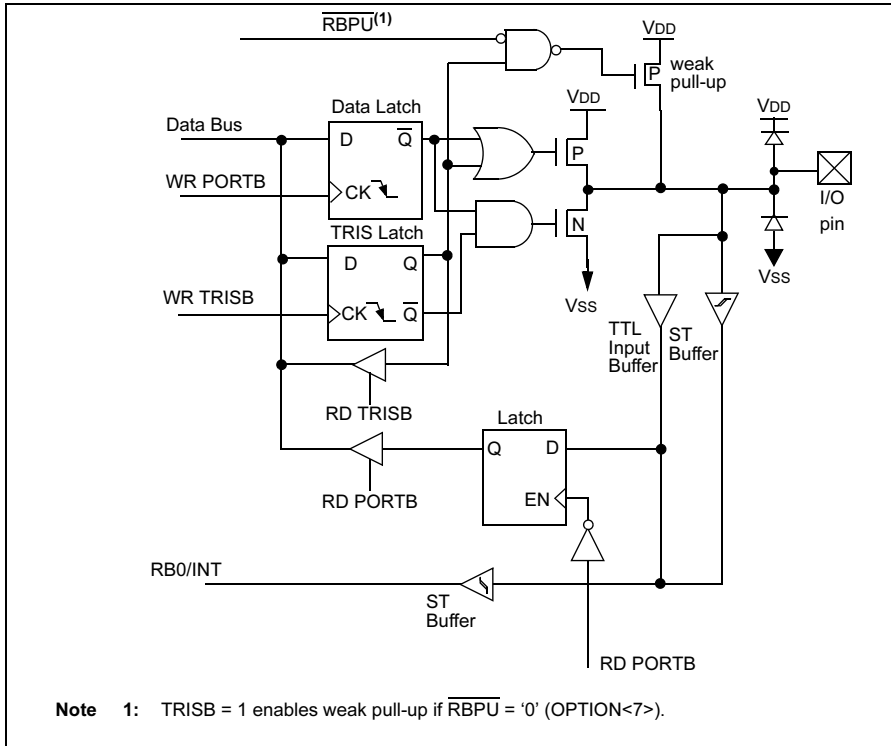 RBPU(1)
VDD
weak
pull-up
P
VDD
VDD
Data Latch
Data Bus
D
Q
P
WR PORTB
CK
I/O
pin
N
TRIS Latch
D
Q
VSS
WR TRISB
CK
Q
VSS
TTL
Input
Buffer
ST
Buffer
RD TRISB
Latch
Q
D
RD PORTB
EN
RB0/INT
ST
Buffer
RD PORTB
Note 1: TRISB = 1 enables weak pull-up if RBPU = ‘0’ (OPTION<7>).